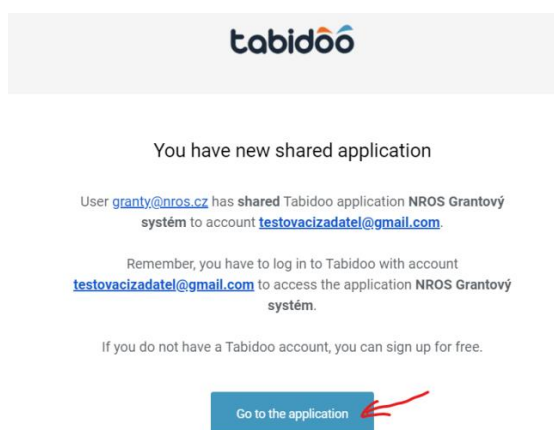 tabidoo
You have new shared application
User granty@nros.cz has shared Tabidoo application NROS Grantový
systém to account testovacizadatel@gmail.com.
Remember, you have to log in to Tabidoo with account
testovacizadatel@gmail.com to access the application NROS Grantový
systém.
If you do not have a Tabidoo account, you can sign up for free.
Go to the application